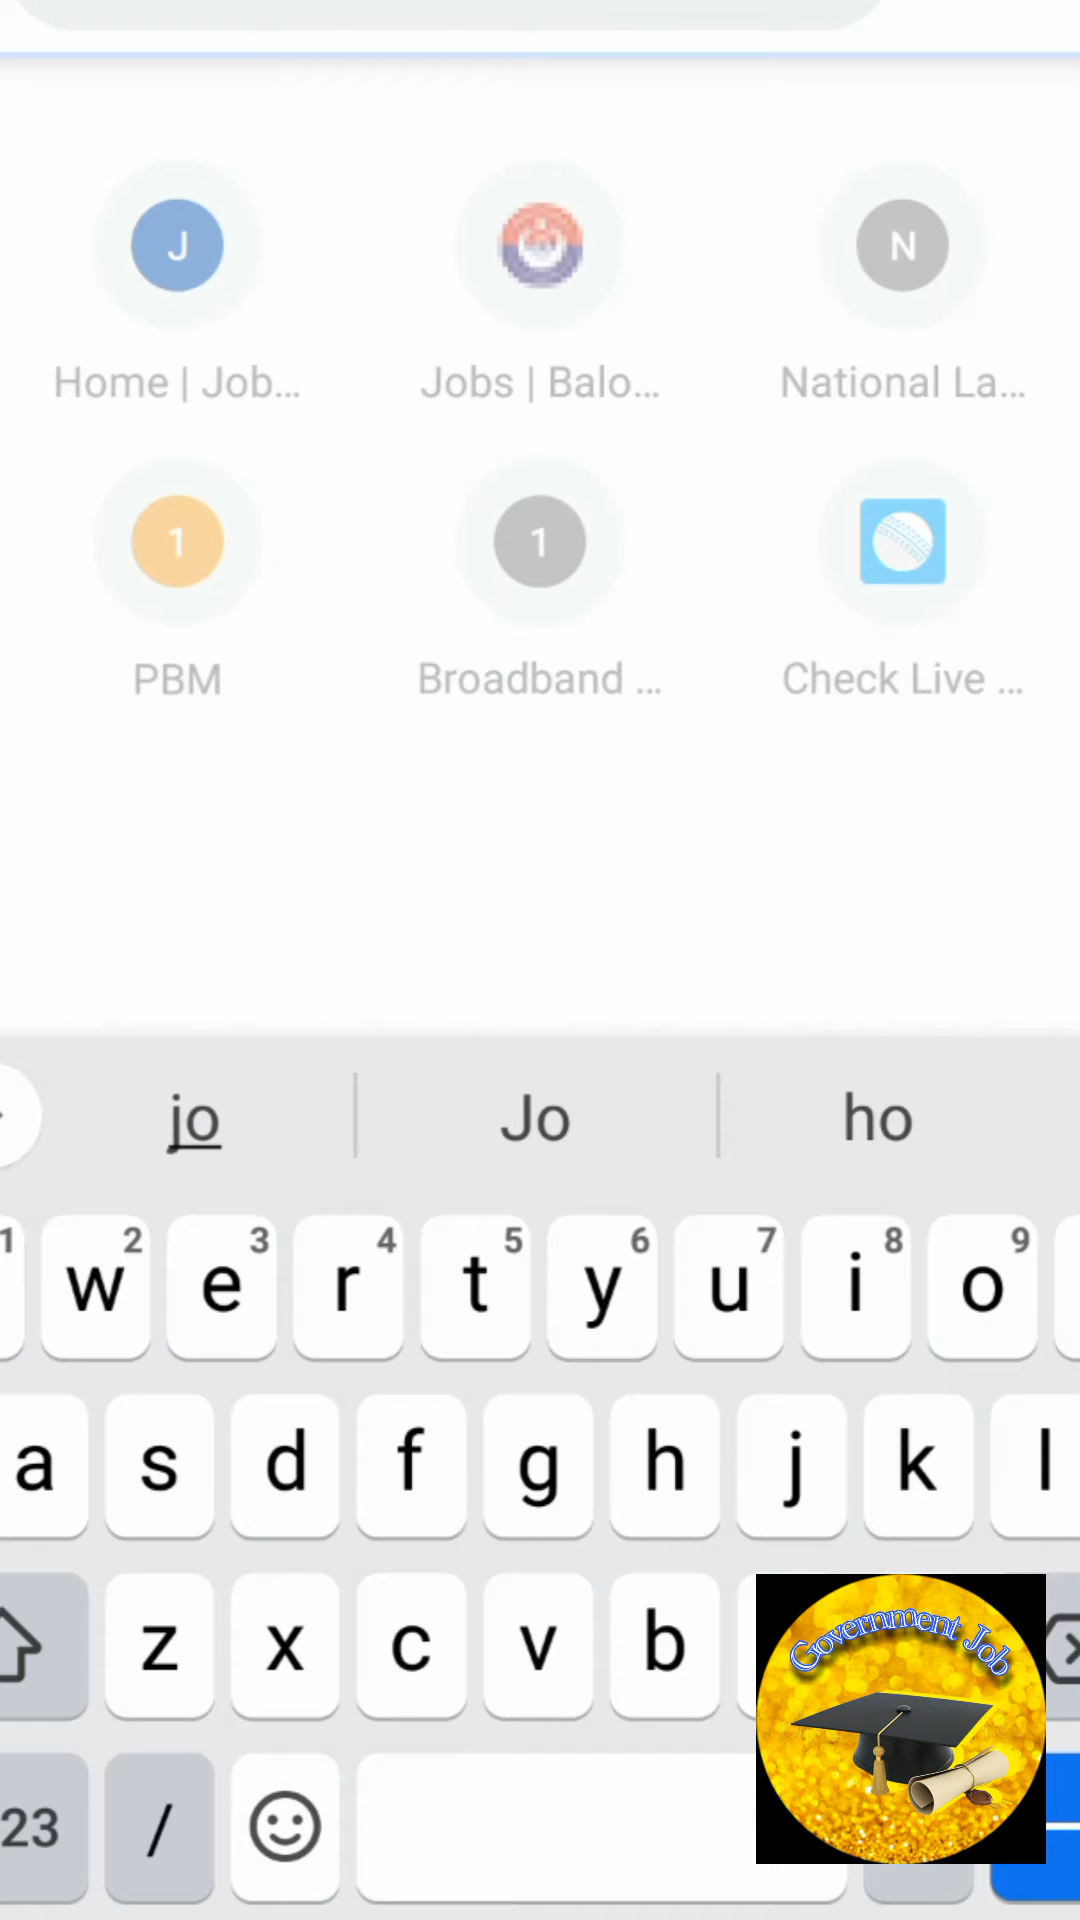 J N
Home | Job... Jobs | Balo... National La...
1 1
PBM Broadband ... Check Live ...
jo Jo ho
1 2 3 4 5 6 7 8 9
w e r t y u i o
a s d f g h j k l
z x c v b
Government Job
23 /